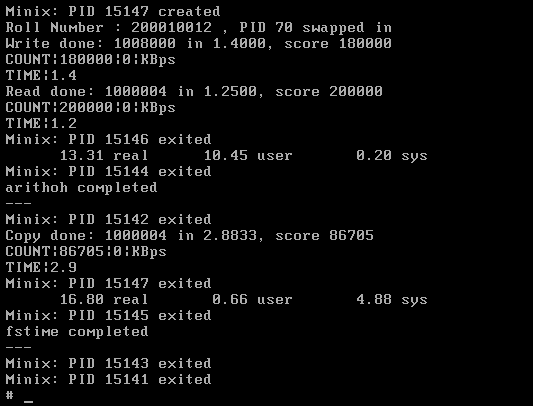 Minix: PID 15147 created
Roll Number : 200010012 , PID 70 swapped in
Write done: 1008000 in 1.4000, score 180000
COUNT¦180000¦0¦KBps
TIME¦1.4
Read done: 1000004 in 1.2500, score 200000
COUNT¦200000¦0¦KBps
TIME¦1.2
Minix: PID 15146 exited
13.31 real 10.45 user 0.20 sys
Minix: PID 15144 exited
arithoh completed
---
Minix: PID 15142 exited
Copy done: 1000004 in 2.8833, score 86705
COUNT¦86705¦0¦KBps
TIME¦2.9
Minix: PID 15147 exited
16.80 real 0.66 user 4.88 sys
Minix: PID 15145 exited
fstime completed
---
Minix: PID 15143 exited
Minix: PID 15141 exited
# _